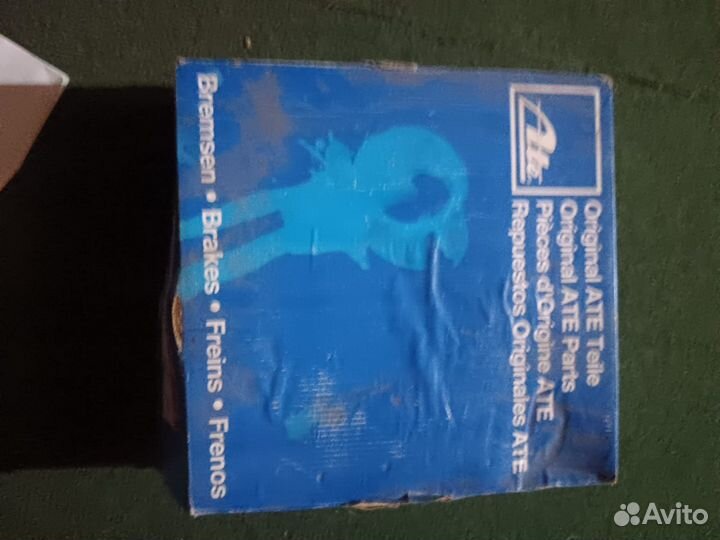 Ate
Original ATE Teile
Original ATE Parts
Pièces d'Origine ATE
Repuestos Originales ATE
Bremsen • Brakes • Freins • Frenos
Avito